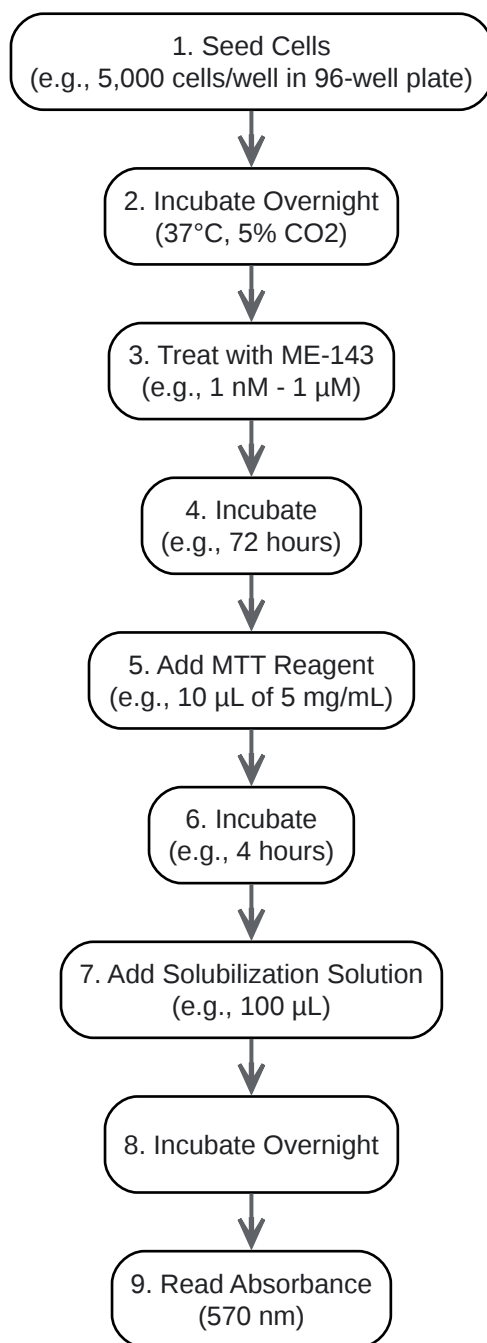 1. Seed Cells
(e.g., 5,000 cells/well in 96-well plate)
2. Incubate Overnight
(37°C, 5% CO2)
3. Treat with ME-143
(e.g., 1 nM - 1 µM)
4. Incubate
(e.g., 72 hours)
5. Add MTT Reagent
(e.g., 10 µL of 5 mg/mL)
6. Incubate
(e.g., 4 hours)
7. Add Solubilization Solution
(e.g., 100 µL)
8. Incubate Overnight
9. Read Absorbance
(570 nm)